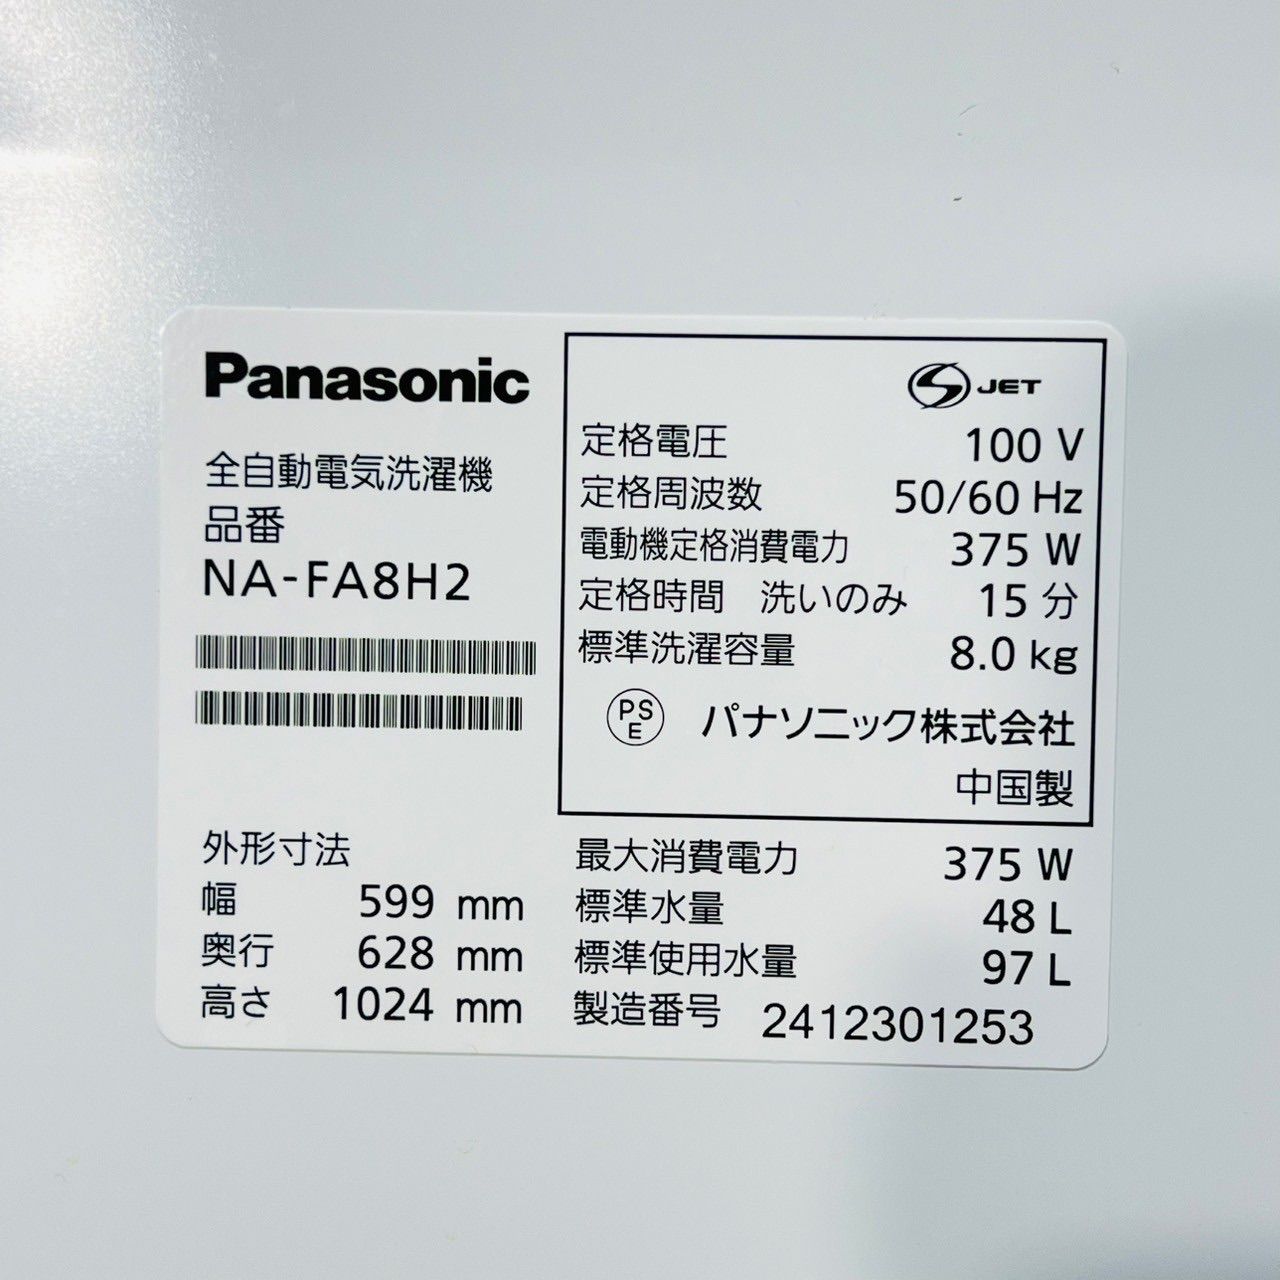 Panasonic
全自動電気洗濯機
品番
NA-FA8H2
外形寸法
幅 599 mm
奥行 628 mm
高さ 1024 mm
JET
定格電圧 100 V
定格周波数 50/60 Hz
電動機定格消費電力 375 W
定格時間 洗いのみ 15 分
標準洗濯容量 8.0 kg
PS
E
パナソニック株式会社
中国製
最大消費電力 375 W
標準水量 48 L
標準使用水量 97 L
製造番号 2412301253